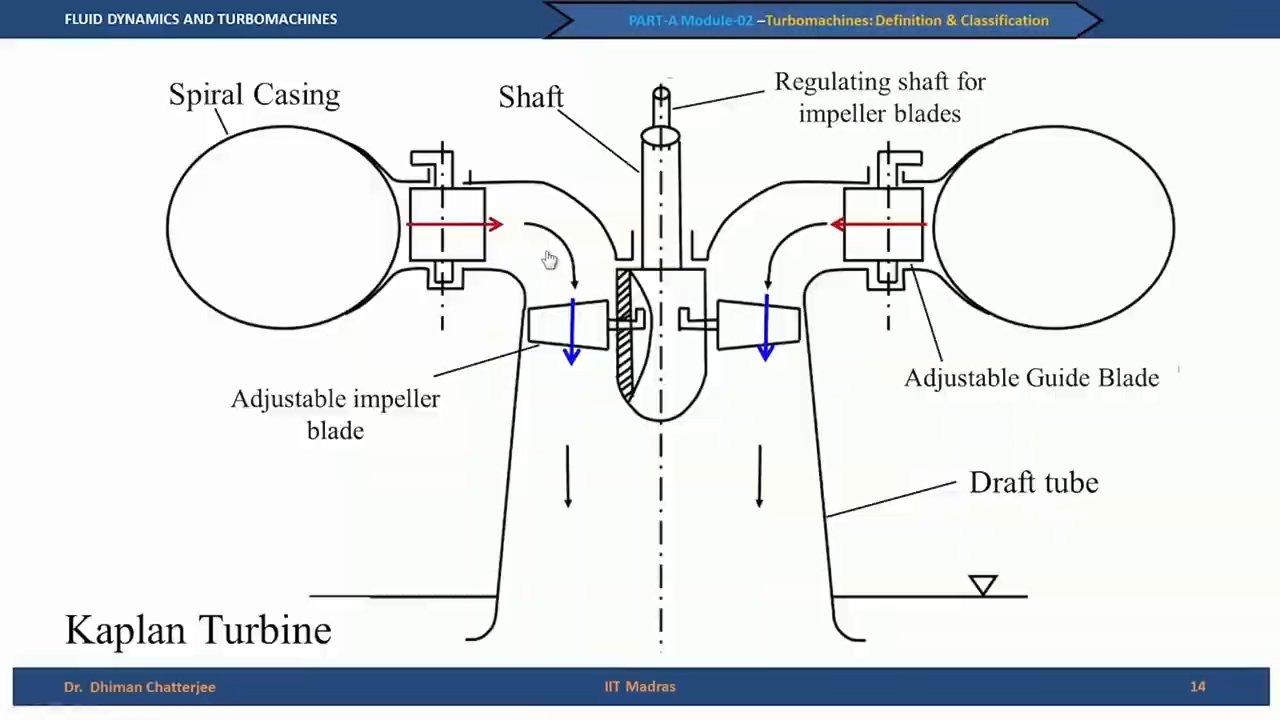 FLUID DYNAMICS AND TURBOMACHINES
PART-A Module-02 –Turbomachines: Definition & Classification
Spiral Casing
Shaft
Regulating shaft for
impeller blades
Adjustable impeller
blade
Adjustable Guide Blade
Draft tube
Kaplan Turbine
Dr. Dhiman Chatterjee
IIT Madras
14